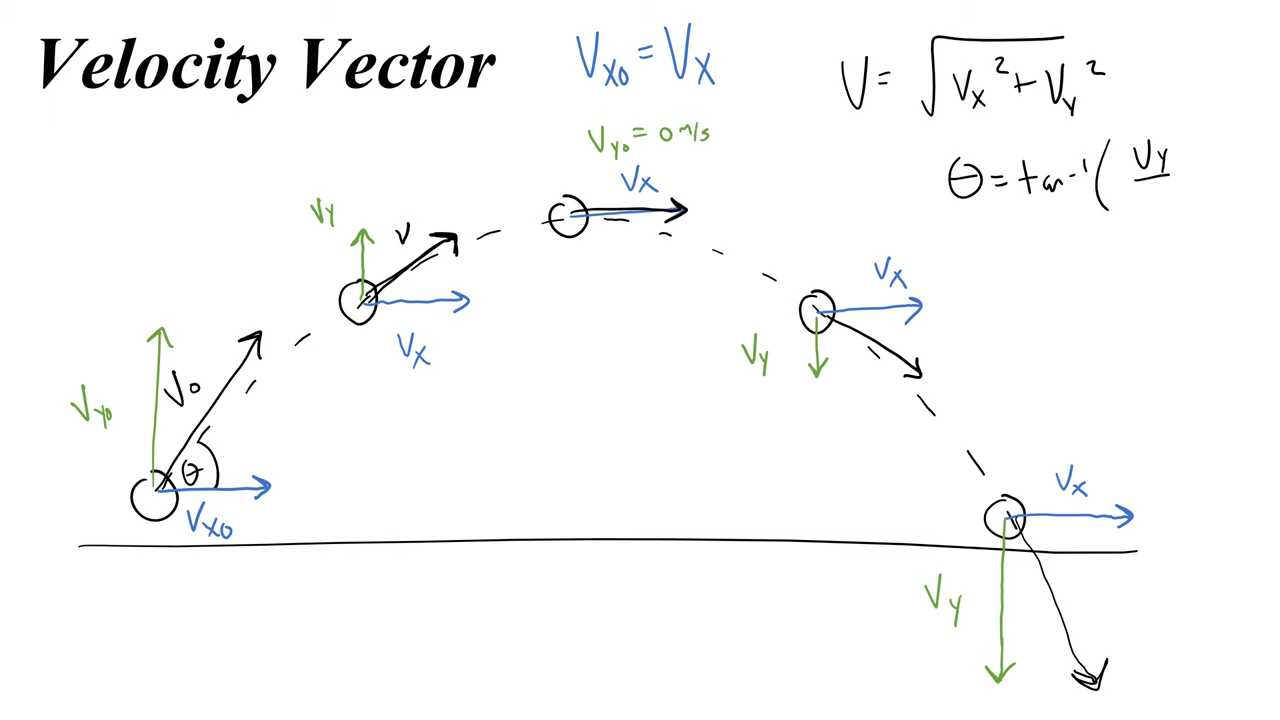 Velocity Vector
Vx0 = Vx
V = √Vx² + Vy²
Vy0 = 0 m/s
θ = tan⁻¹( Vy
Vx
Vy
V
Vx
Vx
Vy
V0
Vy0
θ
Vx0
Vx
Vy